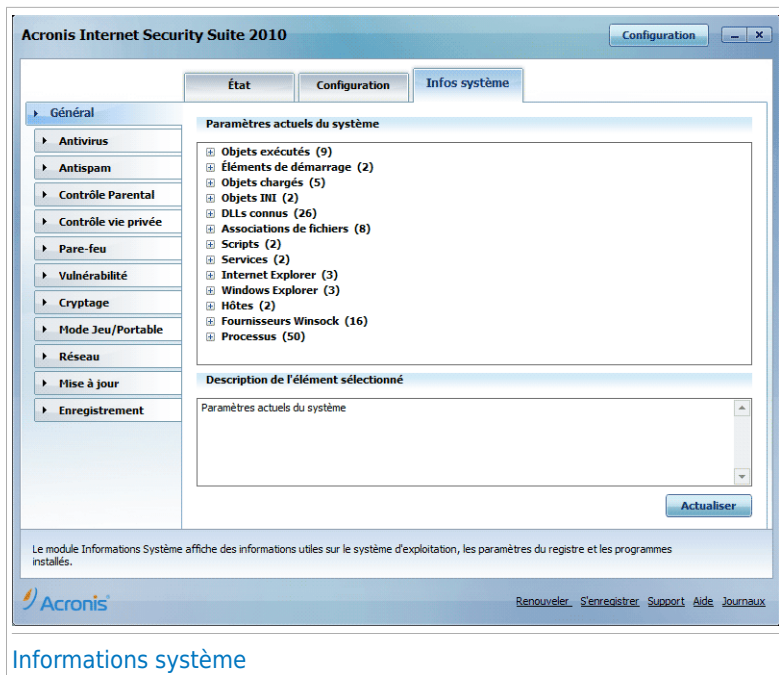 Acronis Internet Security Suite 2010
Configuration
État
Configuration
Infos système
Général
Antivirus
Antispam
Contrôle Parental
Contrôle vie privée
Pare-feu
Vulnérabilité
Cryptage
Mode Jeu/Portable
Réseau
Mise à jour
Enregistrement
Paramètres actuels du système
Objets exécutés (9)
Éléments de démarrage (2)
Objets chargés (5)
Objets INI (2)
DLLs connus (26)
Associations de fichiers (8)
Scripts (2)
Services (2)
Internet Explorer (3)
Windows Explorer (3)
Hôtes (2)
Fournisseurs Winsock (16)
Processus (50)
Description de l'élément sélectionné
Paramètres actuels du système
Actualiser
Le module Informations Système affiche des informations utiles sur le système d'exploitation, les paramètres du registre et les programmes
installés.
Acronis
Renouveler S'enregistrer Support Aide Journaux
Informations système